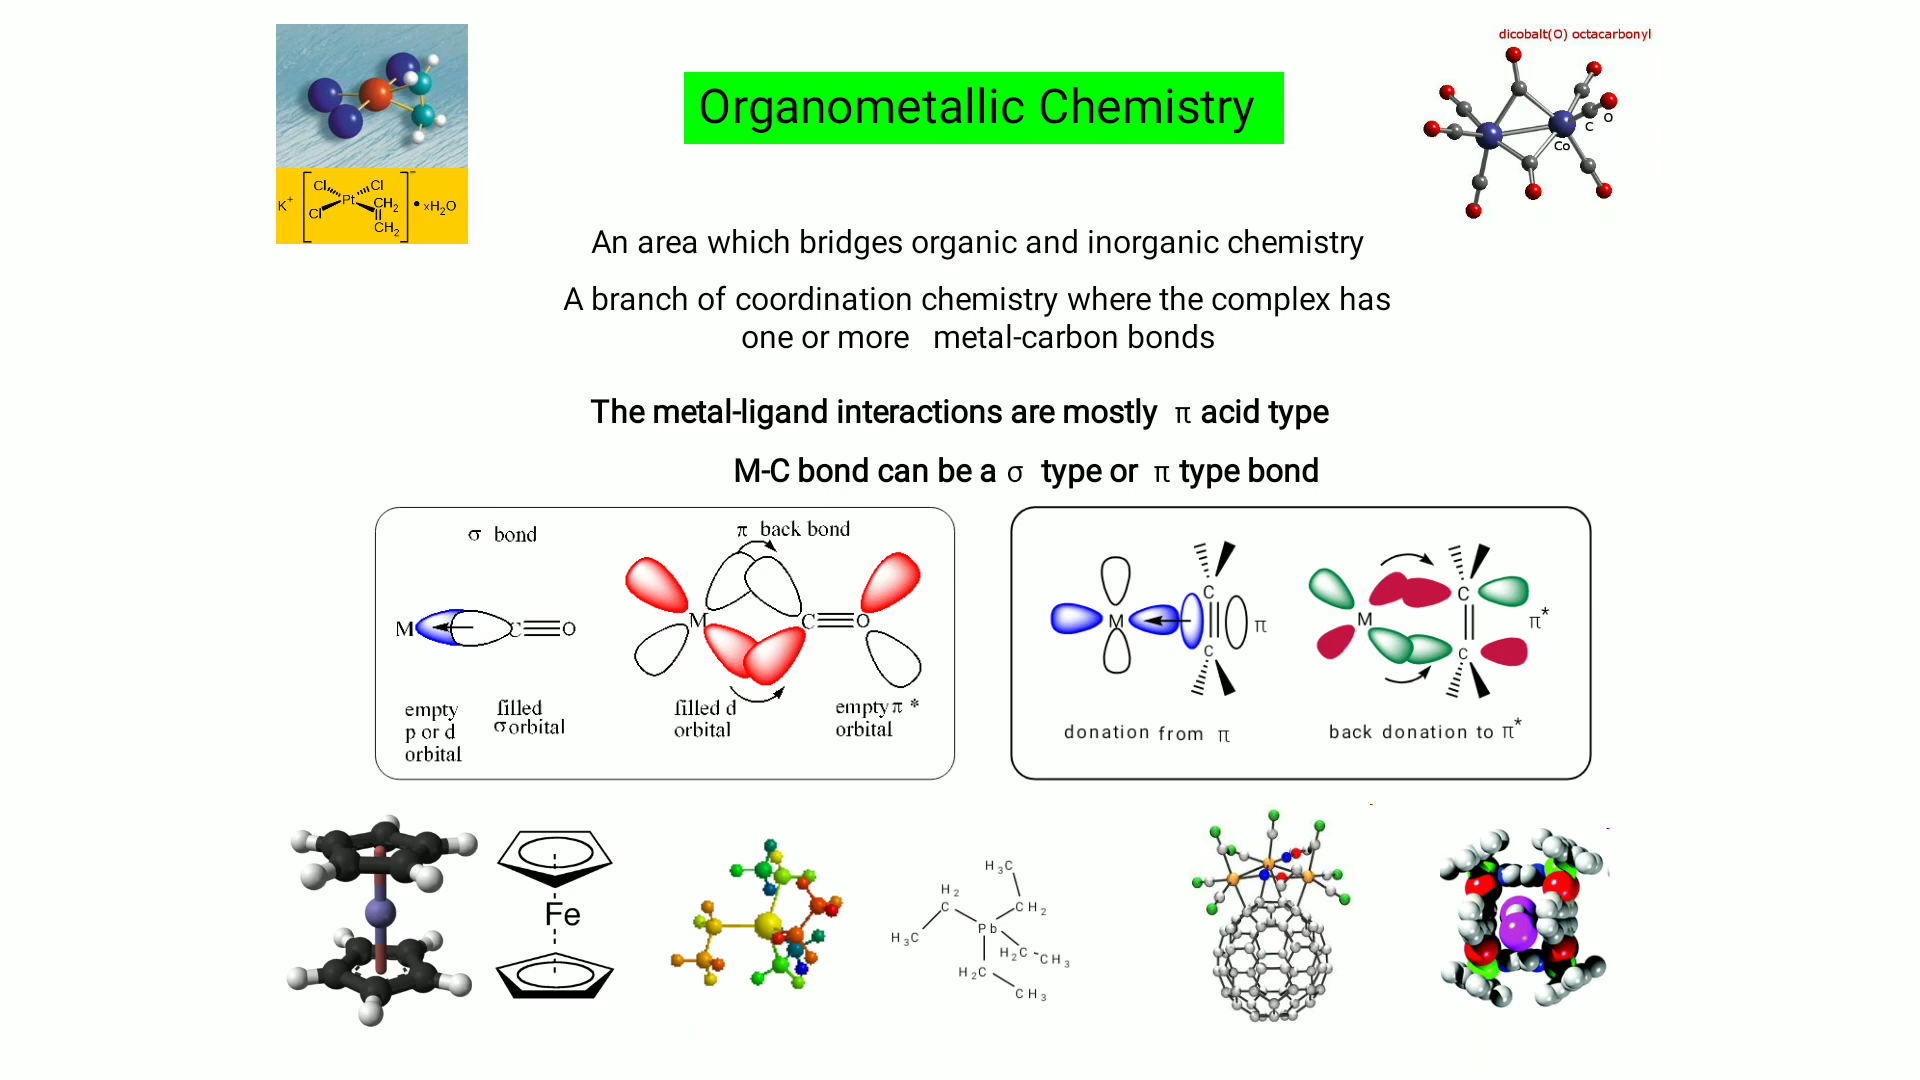 dicobalt(0) octacarbonyl
Organometallic Chemistry
C
O
Co
K+
Cl
Cl
Pt
Cl
CH2
CH2
−
• xH2O
An area which bridges organic and inorganic chemistry
A branch of coordination chemistry where the complex has
one or more metal-carbon bonds
The metal-ligand interactions are mostly π acid type
M-C bond can be a σ type or π type bond
σ bond
M C O
empty
p or d
orbital
filled
σ orbital
π back bond
M C O
filled d
orbital
empty π *
orbital
M
C
C
π
donation from π
M
C
C
π*
back donation to π*
Fe
H3C
H2
C
CH2
Pb
H3C
H2C
CH3
H2C
CH3